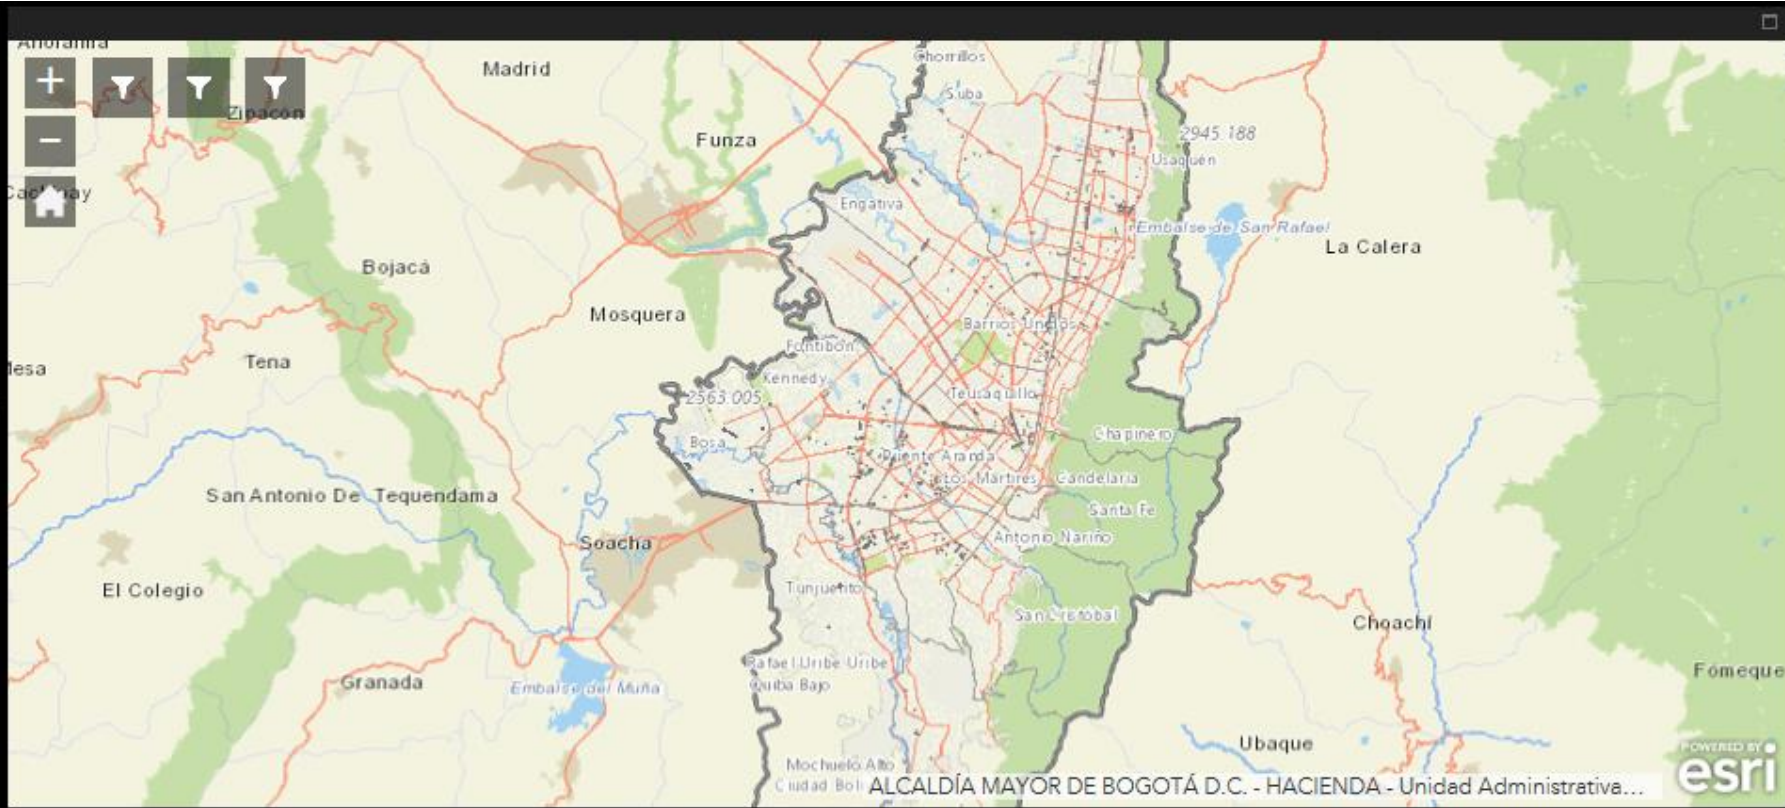 Chorrillos
Madrid
Suba
Zipacón
Funza
2945.188
Usaquén
Engativa
Embalse de San Rafael
La Calera
Bojacá
Mosquera
Barrios Unidos
Fontibón
Tena
Kennedy
2563.005
Teusaquillo
Bosa
Chapinero
Puente Aranda
Los Mártires
Candelaria
San Antonio De Tequendama
Santa Fe
Antonio Nariño
Soacha
El Colegio
Tunjuelito
San Cristóbal
Choachí
Rafael Uribe Uribe
Fomeque
Granada
Embalse del Muña
Quiba Bajo
Ubaque
POWERED BY
esri
Mochuelo Alto
ALCALDÍA MAYOR DE BOGOTÁ D.C. - HACIENDA - Unidad Administrativa...